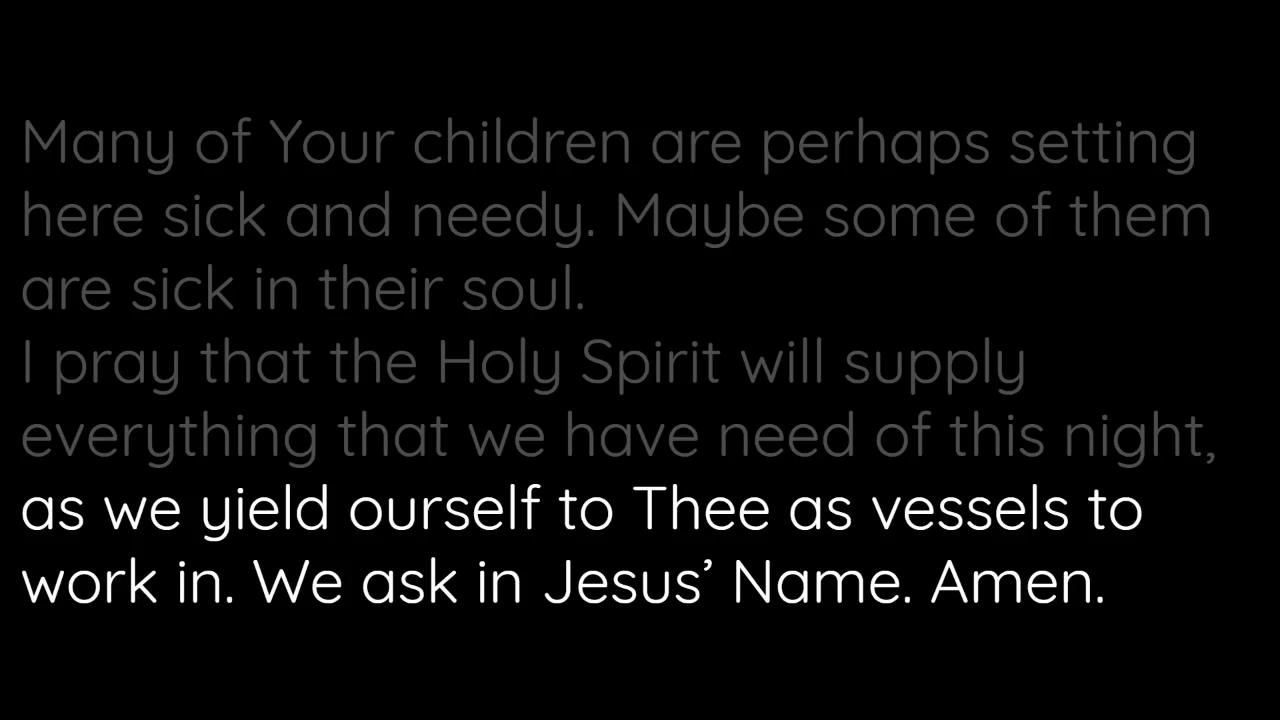 Many of Your children are perhaps setting
here sick and needy. Maybe some of them
are sick in their soul.
I pray that the Holy Spirit will supply
everything that we have need of this night,
as we yield ourself to Thee as vessels to
work in. We ask in Jesus’ Name. Amen.